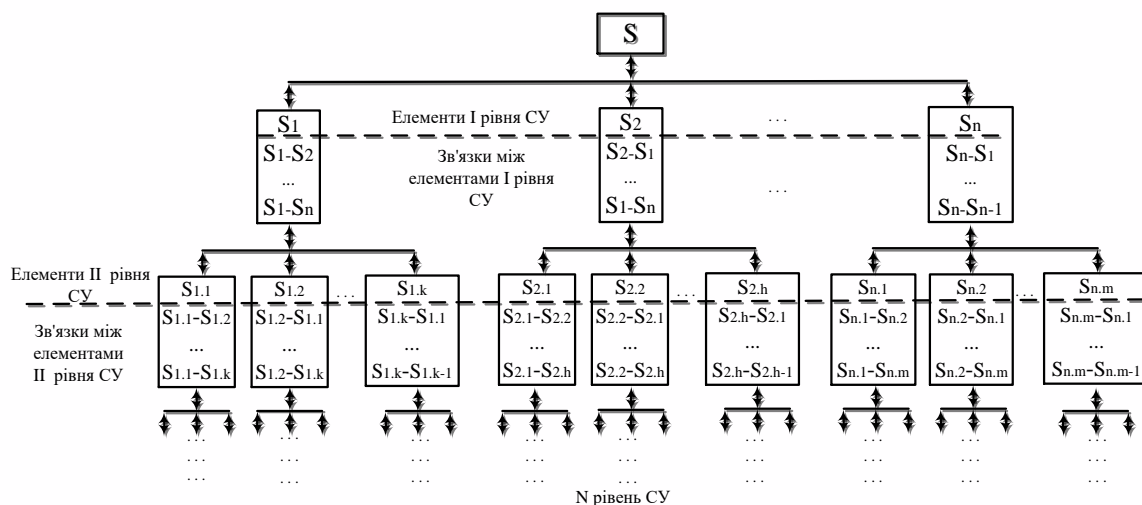 S
S1
Елементи І рівня СУ
S2
...
Sn
S1-S2
Зв'язки між
елементами І рівня
СУ
S2-S1
Sn-S1
...
...
...
...
S1-Sn
S1-Sn
Sn-Sn-1
Елементи ІІ рівня
СУ
S1.1
S1.2
...
S1.k
S2.1
S2.2
...
S2.h
Sn.1
Sn.2
...
Sn.m
Зв'язки між
елементами
ІІ рівня СУ
S1.1-S1.2
S1.2-S1.1
S1.k-S1.1
S2.1-S2.2
S2.2-S2.1
S2.h-S2.1
Sn.1-Sn.2
Sn.2-Sn.1
Sn.m-Sn.1
...
...
...
...
...
...
...
...
...
S1.1-S1.k
S1.2-S1.k
S1.k-S1.k-1
S2.1-S2.h
S2.2-S2.h
S2.h-S2.h-1
Sn.1-Sn.m
Sn.2-Sn.m
Sn.m-Sn.m-1
... ... ... ... ... ... ... ... ...
... ... ... ... ... ... ... ... ...
... ... ... ... ... ... ... ... ...
N рівень СУ